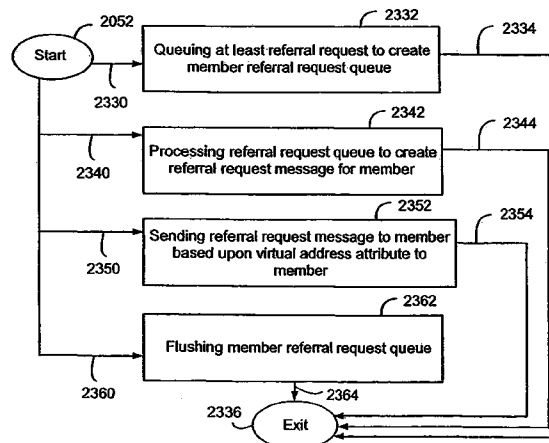 2052
Start
2330
2332
Queuing at least referral request to create
member referral request queue
2334
2340
2342
Processing referral request queue to create
referral request message for member
2344
2350
2352
Sending referral request message to member
based upon virtual address attribute to
member
2354
2360
2362
Flushing member referral request queue
2364
2336
Exit